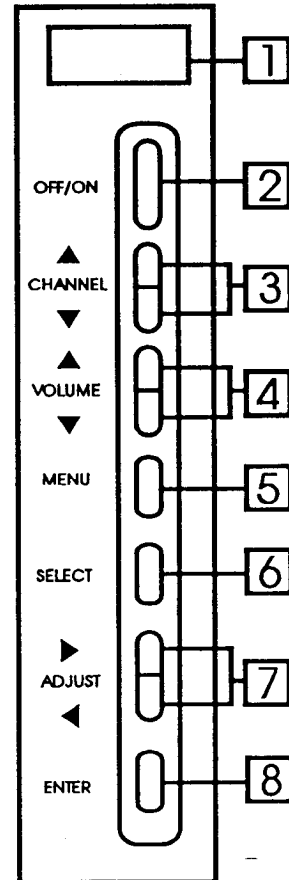 1
OFF/ON 2
CHANNEL 3
VOLUME 4
MENU 5
SELECT 6
ADJUST 7
ENTER 8